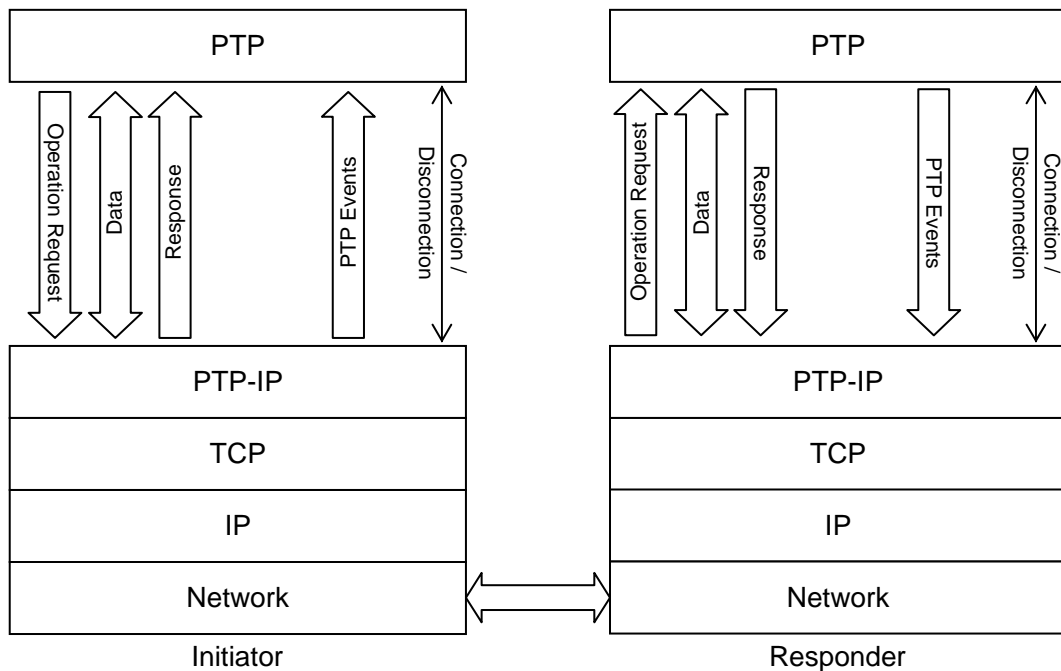 PTP
Operation Request
Data
Response
PTP Events
Connection /
Disconnection
PTP-IP
TCP
IP
Network
Initiator
PTP
Operation Request
Data
Response
PTP Events
Connection /
Disconnection
PTP-IP
TCP
IP
Network
Responder